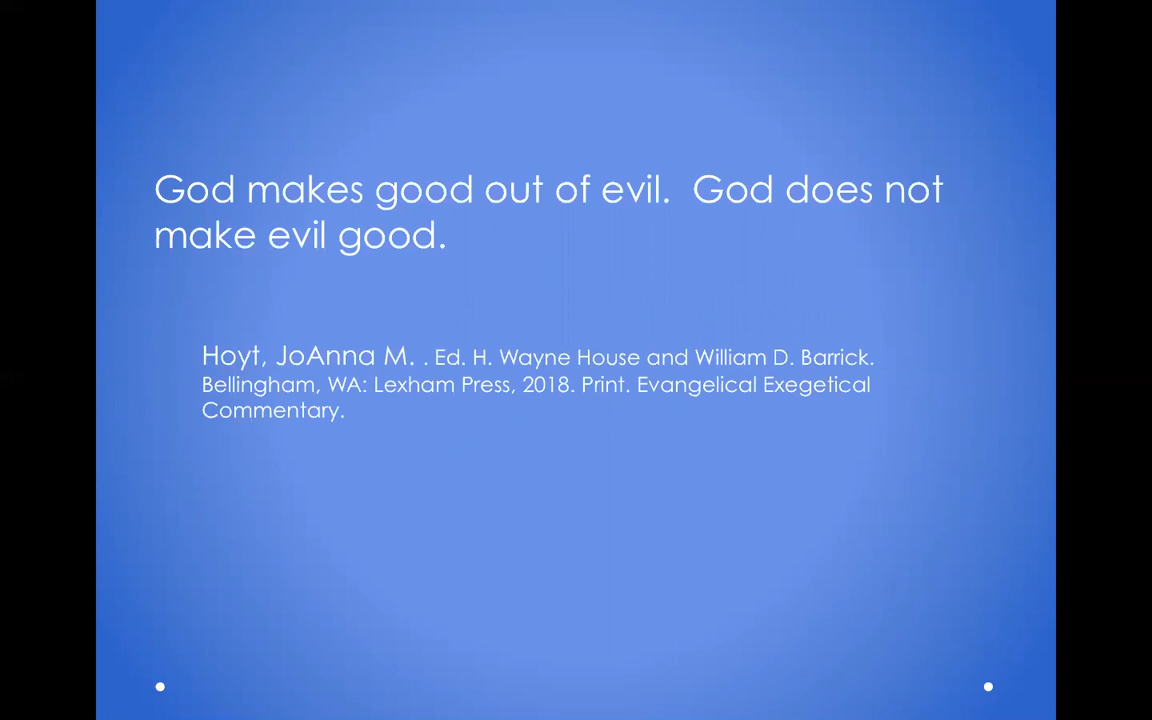 God makes good out of evil.  God does not
make evil good.
Hoyt, JoAnna M. . Ed. H. Wayne House and William D. Barrick.
Bellingham, WA: Lexham Press, 2018. Print. Evangelical Exegetical
Commentary.